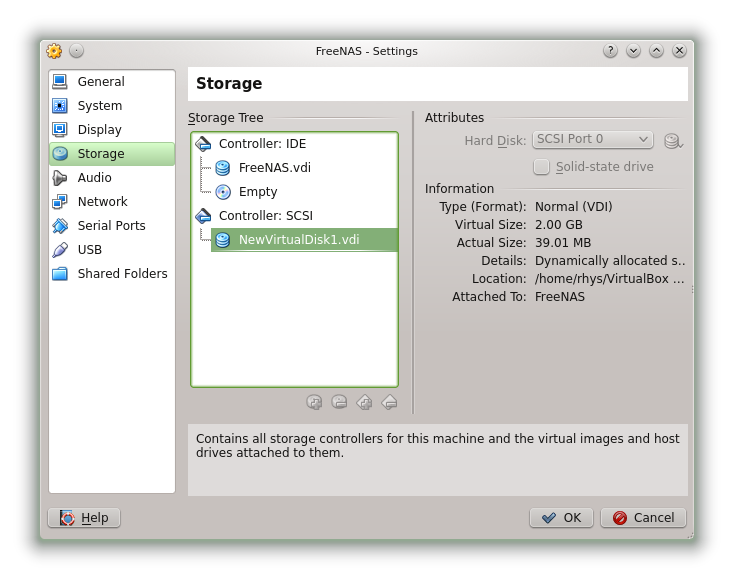 FreeNAS - Settings
General
System
Display
Storage
Audio
Network
Serial Ports
USB
Shared Folders
Storage
Storage Tree
Controller: IDE
FreeNAS.vdi
Empty
Controller: SCSI
NewVirtualDisk1.vdi
Attributes
Hard Disk: SCSI Port 0
Solid-state drive
Information
Type (Format): Normal (VDI)
Virtual Size: 2.00 GB
Actual Size: 39.01 MB
Details: Dynamically allocated s..
Location: /home/rhys/VirtualBox ...
Attached To: FreeNAS
Contains all storage controllers for this machine and the virtual images and host
drives attached to them.
Help
OK
Cancel